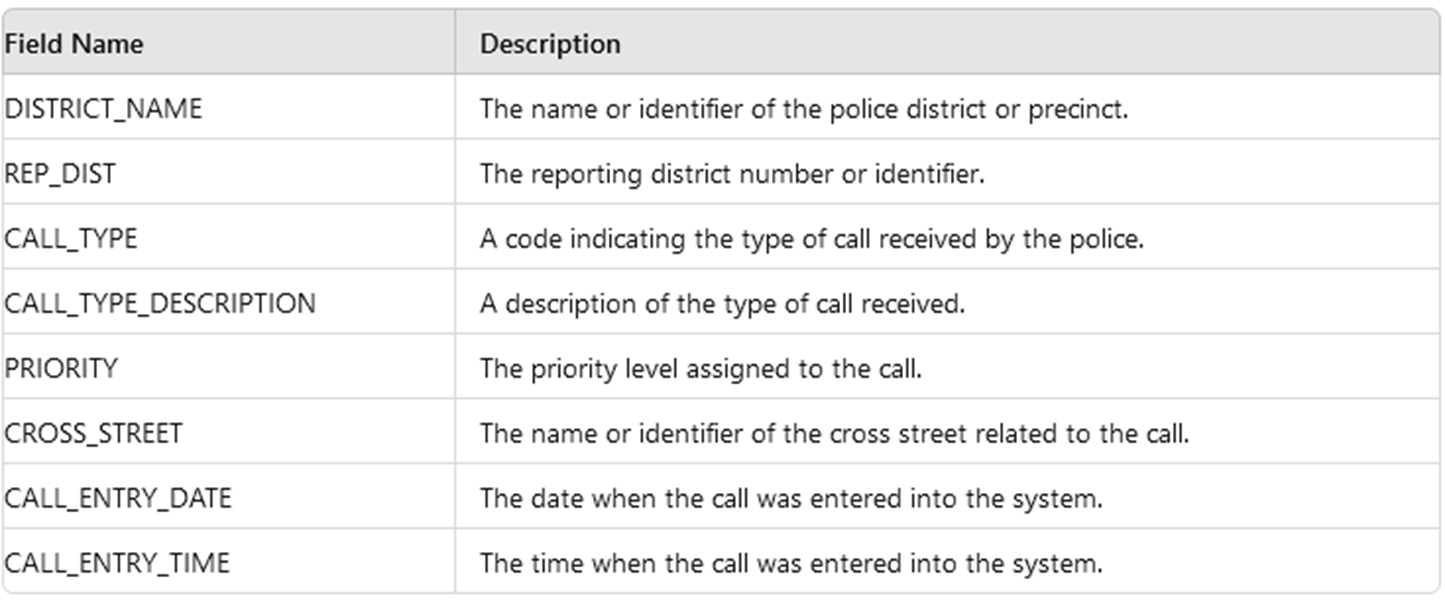 Field Name Description
DISTRICT_NAME The name or identifier of the police district or precinct.
REP_DIST The reporting district number or identifier.
CALL_TYPE A code indicating the type of call received by the police.
CALL_TYPE_DESCRIPTION A description of the type of call received.
PRIORITY The priority level assigned to the call.
CROSS_STREET The name or identifier of the cross street related to the call.
CALL_ENTRY_DATE The date when the call was entered into the system.
CALL_ENTRY_TIME The time when the call was entered into the system.